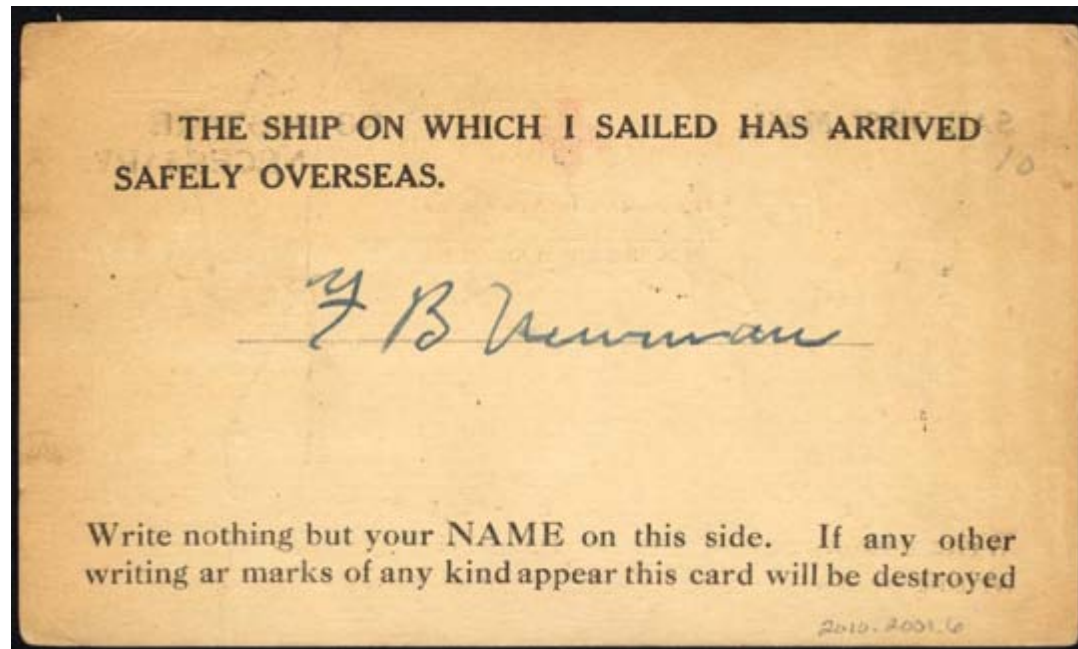 THE SHIP ON WHICH I SAILED HAS ARRIVED
10
SAFELY OVERSEAS.
F B Newman
Write nothing but your NAME on this side. If any other
writing ar marks of any kind appear this card will be destroyed
2010.2001.6